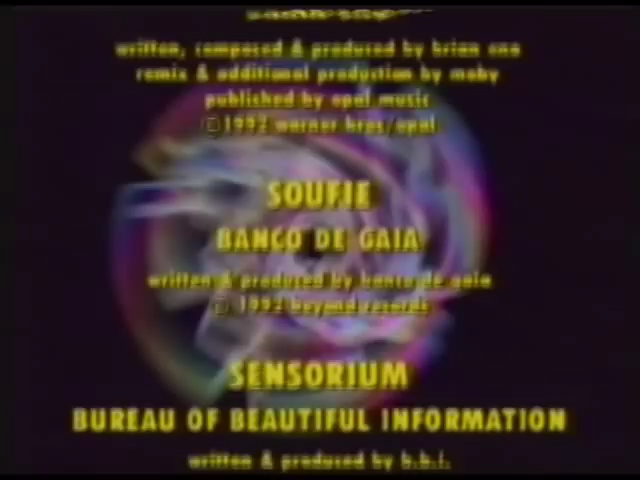 written, composed & produced by brian eno
remix & additional production by moby
published by opal music
©1992 warner bros/opal
SOUFIE
BANCO DE GAIA
written & produced by banco de gaia
© 1992 beyond records
SENSORIUM
BUREAU OF BEAUTIFUL INFORMATION
written & produced by b.b.i.